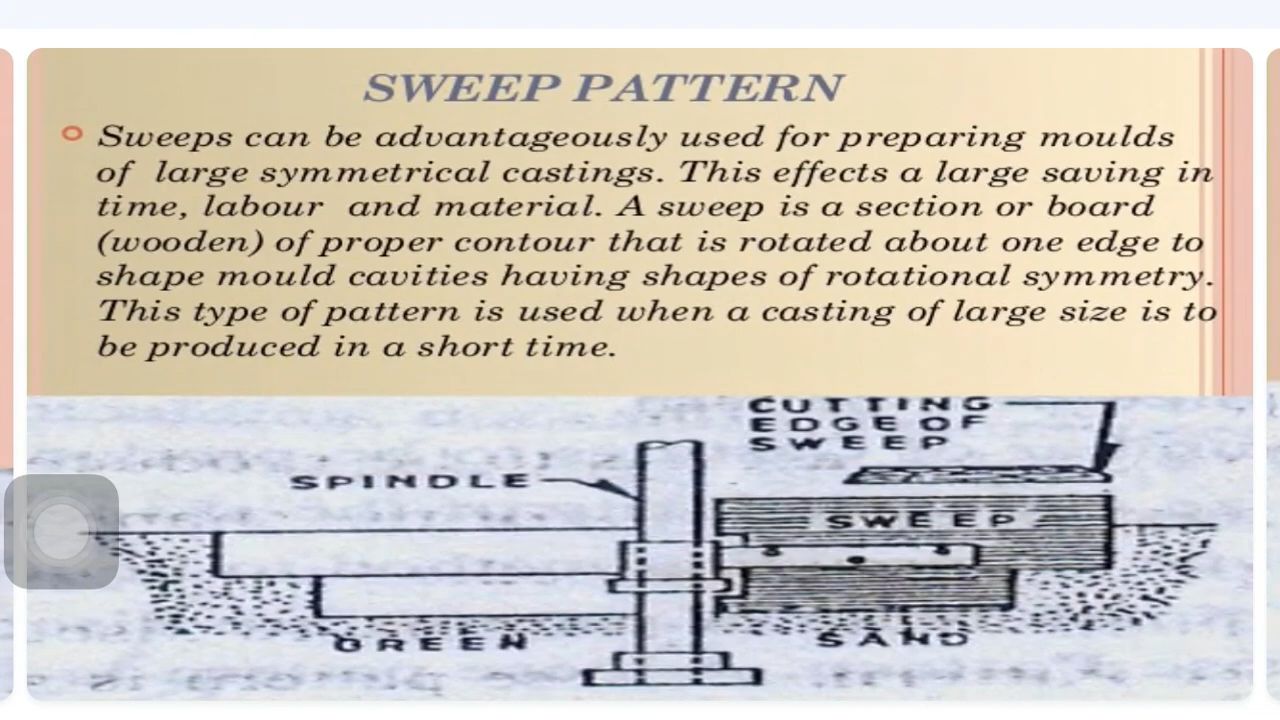 SWEEP PATTERN
Sweeps can be advantageously used for preparing moulds
of large symmetrical castings. This effects a large saving in
time, labour and material. A sweep is a section or board
(wooden) of proper contour that is rotated about one edge to
shape mould cavities having shapes of rotational symmetry.
This type of pattern is used when a casting of large size is to
be produced in a short time.
CUTTING
EDGE OF
SWEEP
SPINDLE
SWEEP
GREEN
SAND